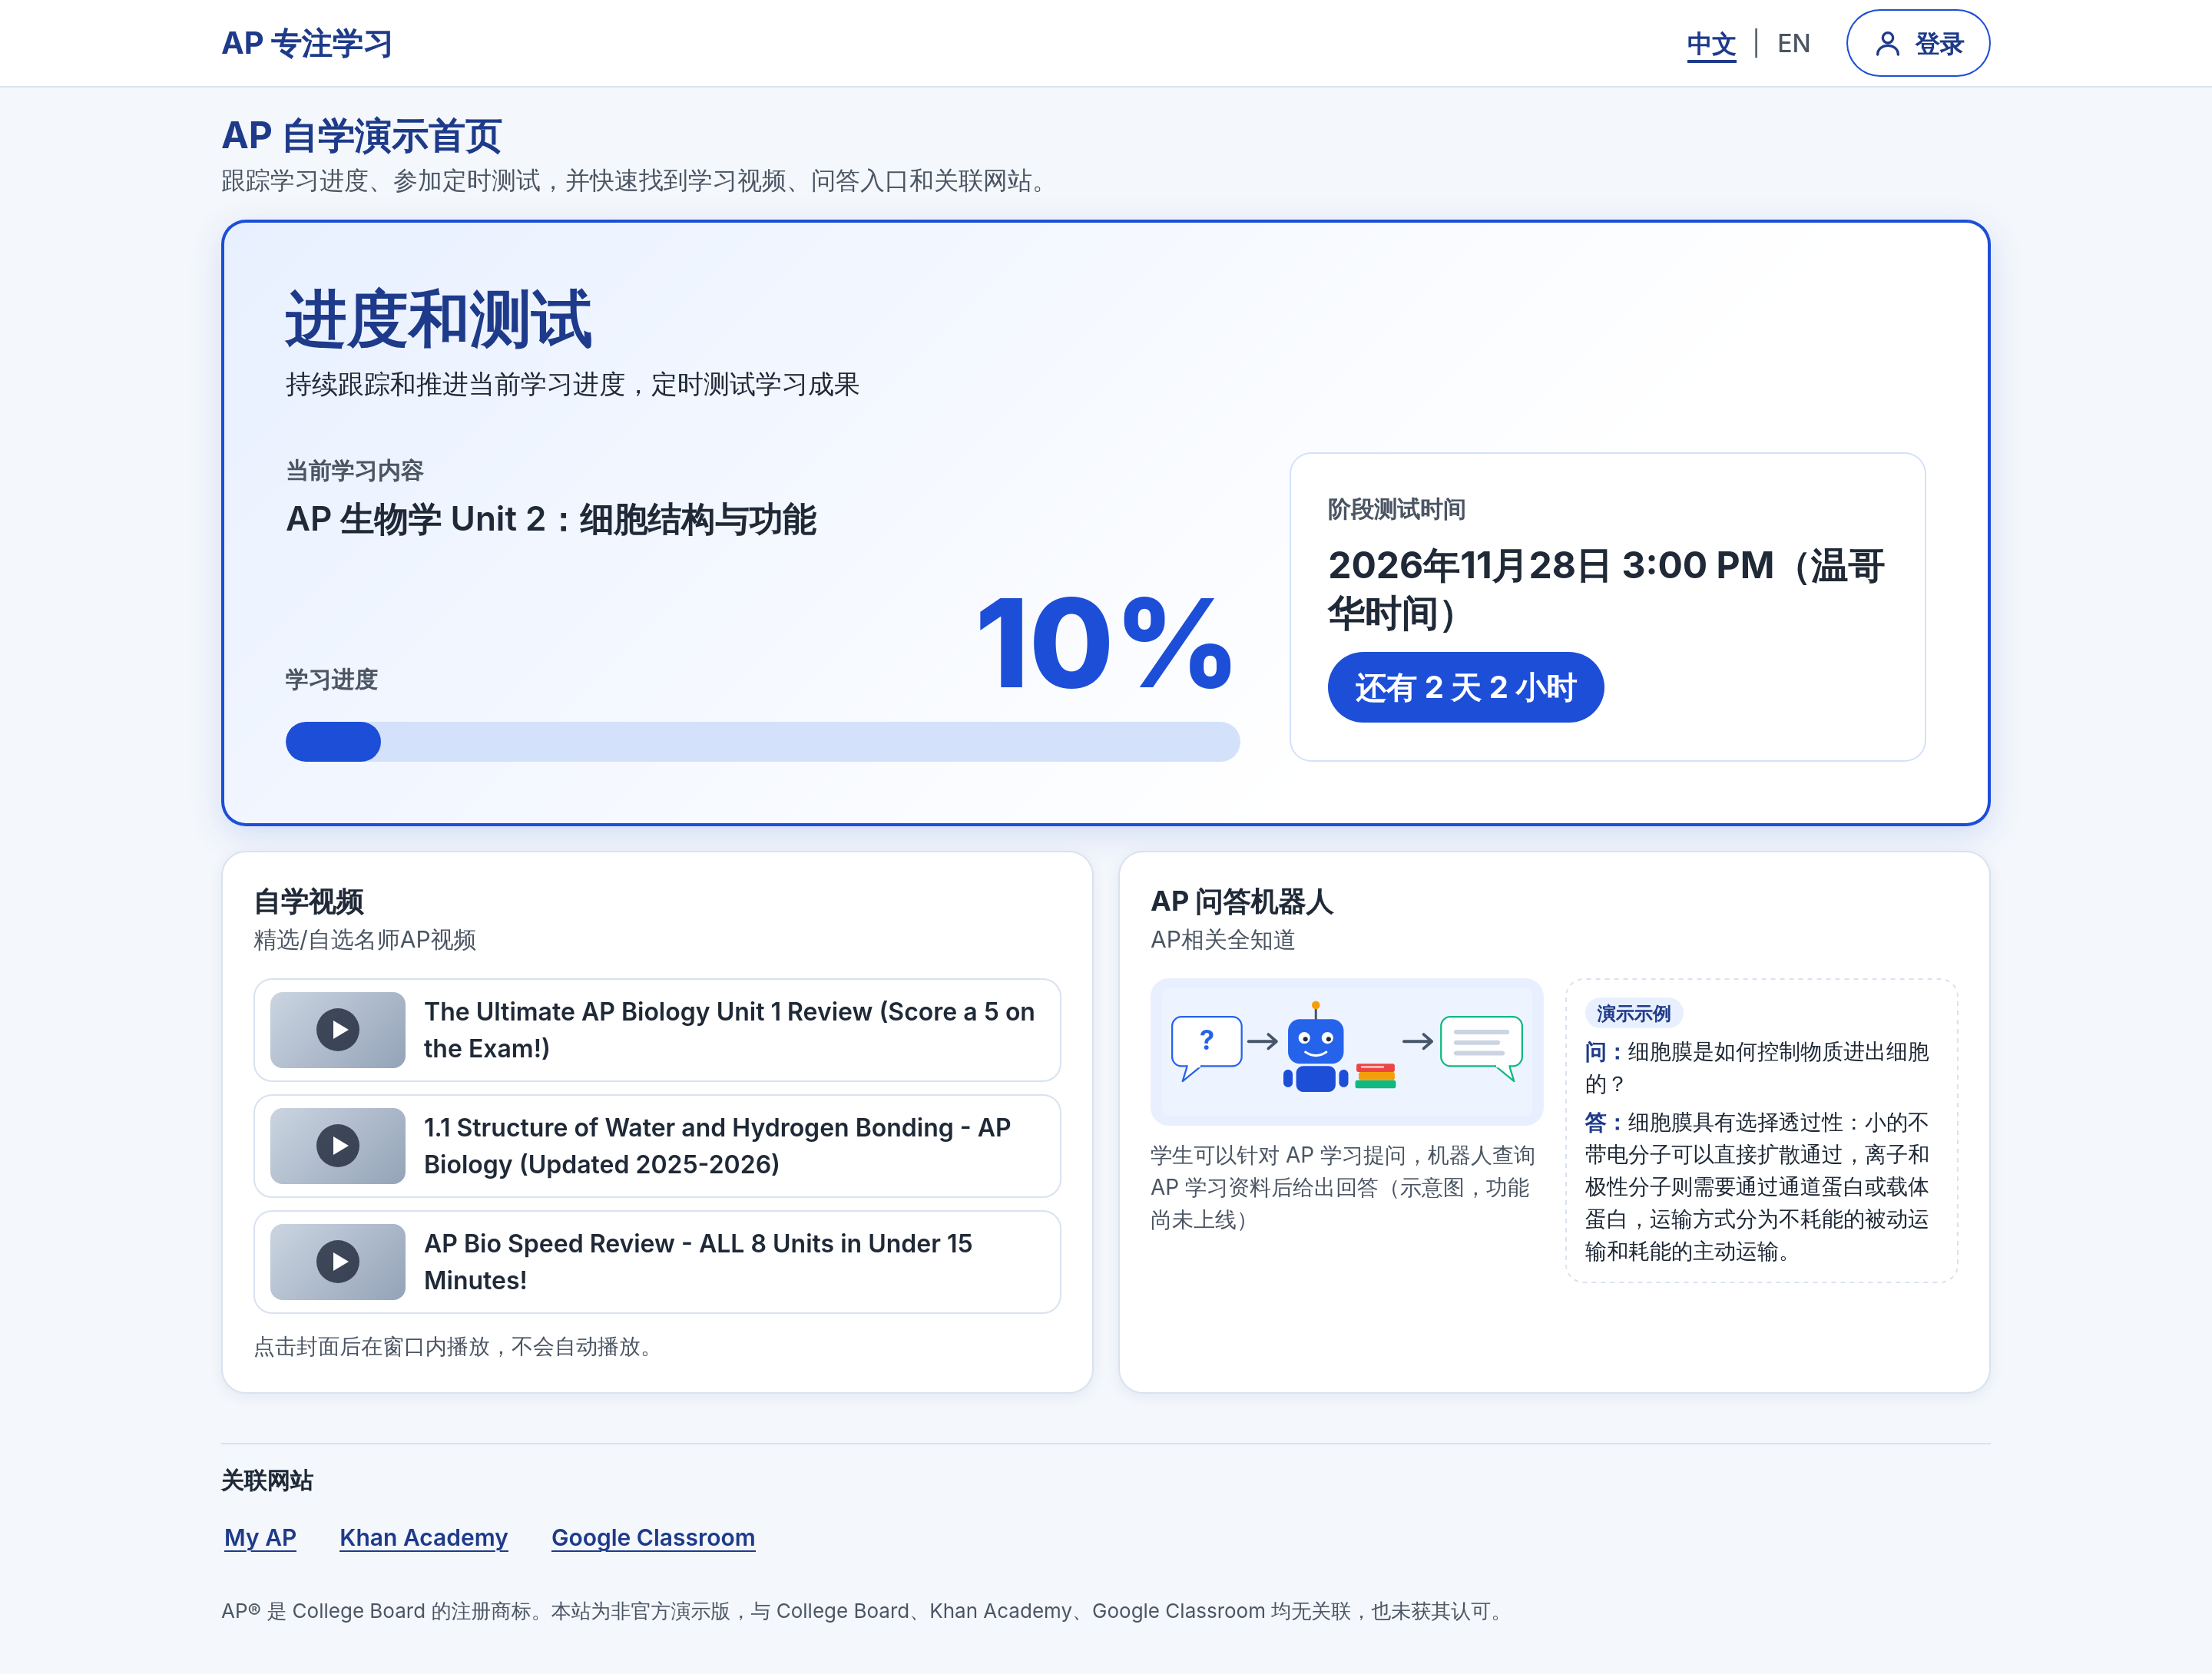 AP 专注学习
中文 | EN
登录
AP 自学演示首页
跟踪学习进度、参加定时测试，并快速找到学习视频、问答入口和关联网站。
进度和测试
持续跟踪和推进当前学习进度，定时测试学习成果
当前学习内容
AP 生物学 Unit 2：细胞结构与功能
学习进度
10%
阶段测试时间
2026年11月28日 3:00 PM（温哥
华时间）
还有 2 天 2 小时
自学视频
精选/自选名师AP视频
The Ultimate AP Biology Unit 1 Review (Score a 5 on
the Exam!)
1.1 Structure of Water and Hydrogen Bonding - AP
Biology (Updated 2025-2026)
AP Bio Speed Review - ALL 8 Units in Under 15
Minutes!
点击封面后在窗口内播放，不会自动播放。
AP 问答机器人
AP相关全知道
?
学生可以针对 AP 学习提问，机器人查询
AP 学习资料后给出回答（示意图，功能
尚未上线）
演示示例
问：细胞膜是如何控制物质进出细胞
的？
答：细胞膜具有选择透过性：小的不
带电分子可以直接扩散通过，离子和
极性分子则需要通过通道蛋白或载体
蛋白，运输方式分为不耗能的被动运
输和耗能的主动运输。
关联网站
My AP
Khan Academy
Google Classroom
AP® 是 College Board 的注册商标。本站为非官方演示版，与 College Board、Khan Academy、Google Classroom 均无关联，也未获其认可。